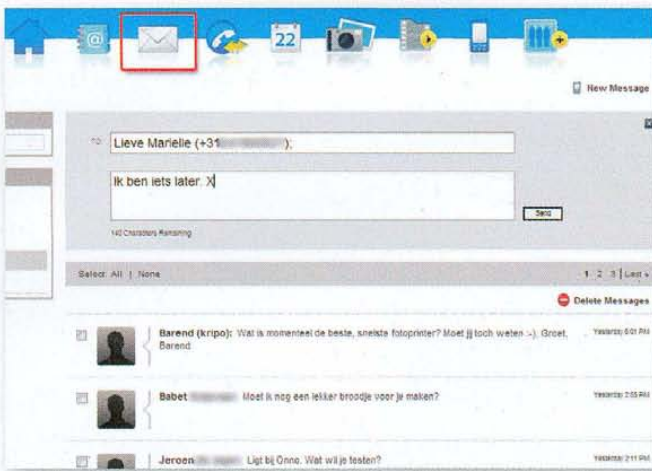 @
22
New Message
TO
Lieve Marielle (+31 );
Ik ben iets later. X
Send
140 Characters Remaining
Select: All | None
1 2 3 | Last »
Delete Messages
Barend (kripo): Wat is momenteel de beste, snelste fotoprinter? Moet jij toch weten :-). Groet,
Barend
Yesterday 6:01 PM
Babet Moet ik nog een lekker broodje voor je maken?
Yesterday 2:55 PM
Jeroen Ligt bij Onno. Wat wil je testen?
Yesterday 2:11 PM